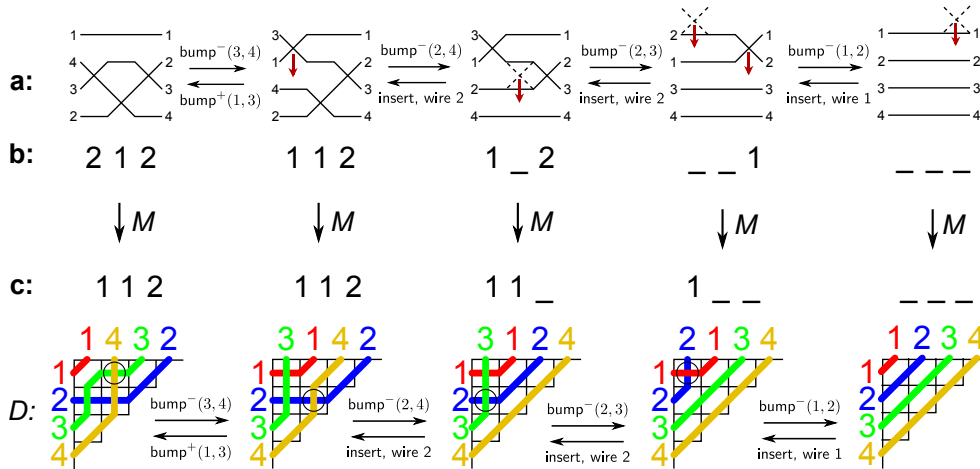 1 1 3 1 2 1 1
bump⁻(3,4) bump⁻(2,4) bump⁻(2,3) bump⁻(1,2)
a:
4 4 1 3 2 2 1 2 2 2
bump⁺(1,3) insert, wire 2 insert, wire 2 insert, wire 1
3 3 4 2 3 3 3 3 3
2 4 2 4 4 4 4 4 4 4
b: 2 1 2 1 1 2 1 _ 2 _ _ 1 _ _ _
M M M M M
c: 1 1 2 1 1 2 1 1 _ 1 _ _ _ _ _
1 4 3 2 3 1 4 2 3 1 2 4 2 1 3 4 1 2 3 4
1 1 1 1 1
D: 2 2 2 2 2
bump⁻(3,4) bump⁻(2,4) bump⁻(2,3) bump⁻(1,2)
3 3 3 3 3
bump⁺(1,3) insert, wire 2 insert, wire 2 insert, wire 1
4 4 4 4 4